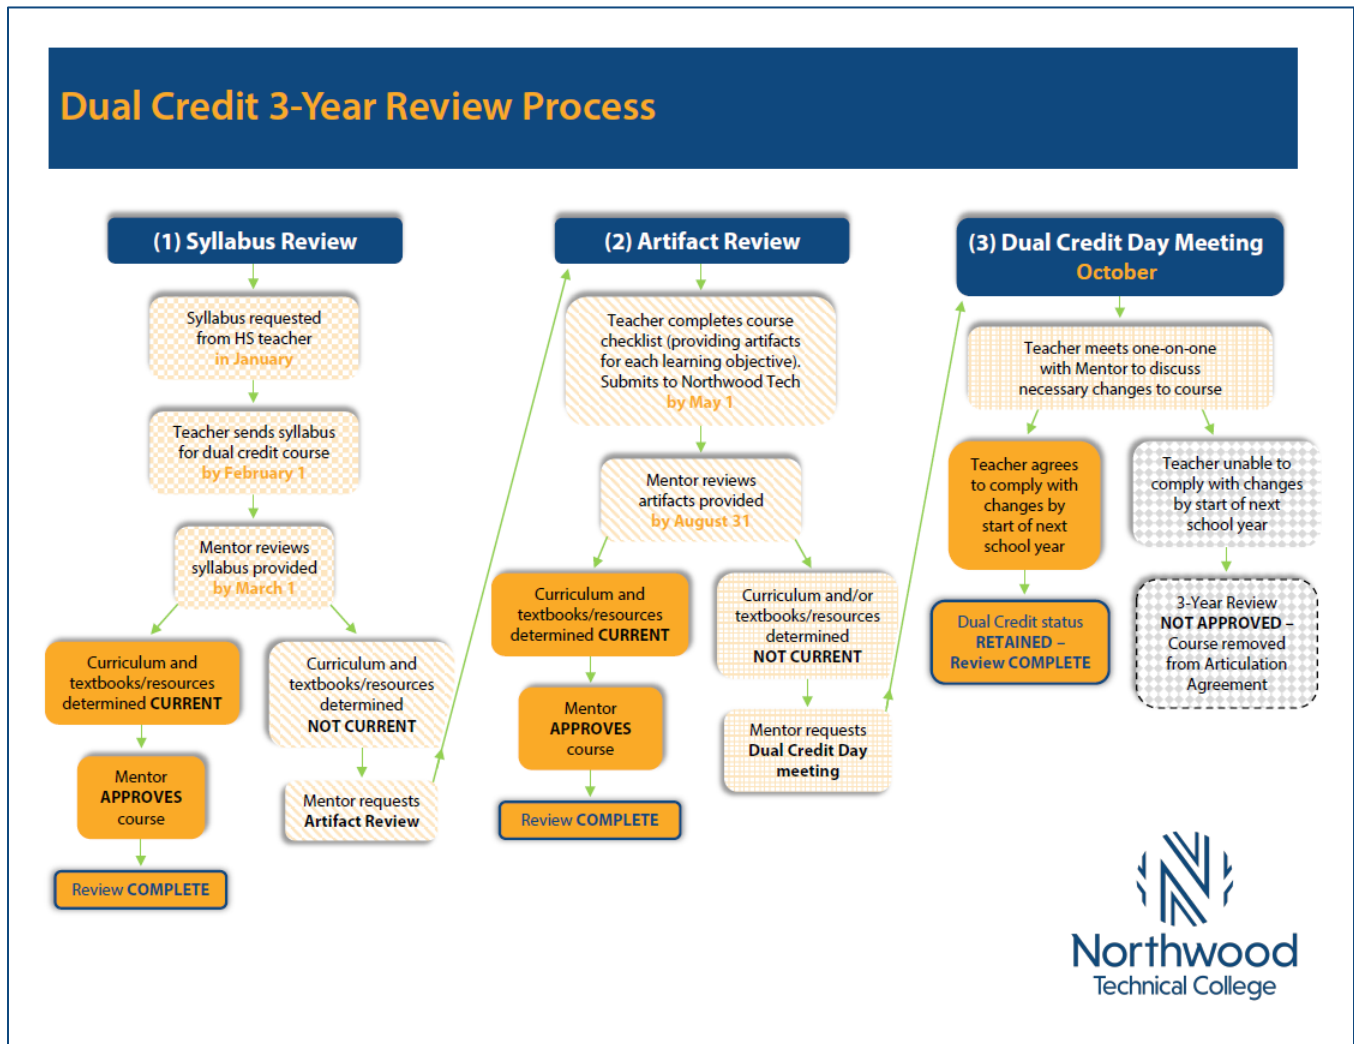 Dual Credit 3-Year Review Process
(1) Syllabus Review
Syllabus requested
from HS teacher
in January
Teacher sends syllabus
for dual credit course
by February 1
Mentor reviews
syllabus provided
by March 1
Curriculum and
textbooks/resources
determined CURRENT
Mentor
APPROVES
course
Review COMPLETE
Curriculum and
textbooks/resources
determined
NOT CURRENT
Mentor requests
Artifact Review
(2) Artifact Review
Teacher completes course
checklist (providing artifacts
for each learning objective).
Submits to Northwood Tech
by May 1
Mentor reviews
artifacts provided
by August 31
Curriculum and
textbooks/resources
determined CURRENT
Mentor
APPROVES
course
Review COMPLETE
Curriculum and/or
textbooks/resources
determined
NOT CURRENT
Mentor requests
Dual Credit Day
meeting
(3) Dual Credit Day Meeting
October
Teacher meets one-on-one
with Mentor to discuss
necessary changes to course
Teacher agrees
to comply with
changes by
start of next
school year
Dual Credit status
RETAINED –
Review COMPLETE
Teacher unable to
comply with changes
by start of next
school year
3-Year Review
NOT APPROVED –
Course removed
from Articulation
Agreement
Northwood
Technical College